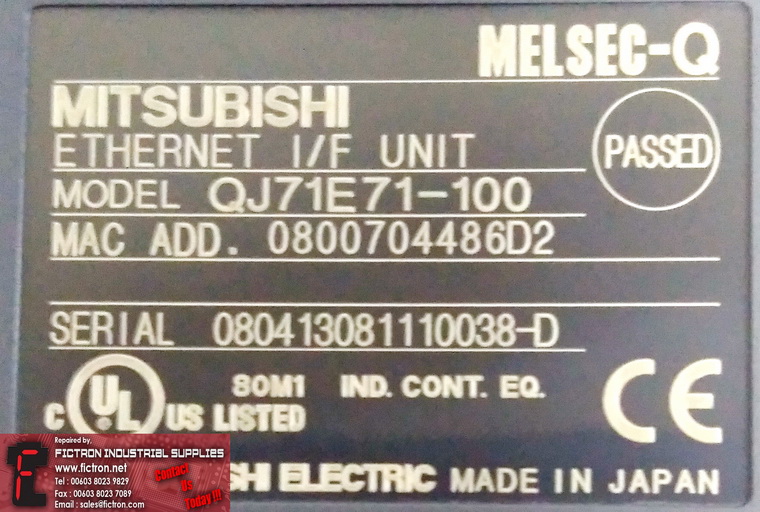 MELSEC-Q
MITSUBISHI
ETHERNET I/F UNIT
PASSED
MODEL QJ71E71-100
MAC ADD. 0800704486D2
SERIAL 080413081110038-D
C UL US LISTED
80M1 IND. CONT. EQ.
CE
SHI ELECTRIC MADE IN JAPAN
Repaired by,
FICTRON INDUSTRIAL SUPPLIES
www.fictron.net
Tel : 00603 8023 9829
Fax : 00603 8023 7089
Email : sales@fictron.com
Contact
Us
Today !!!